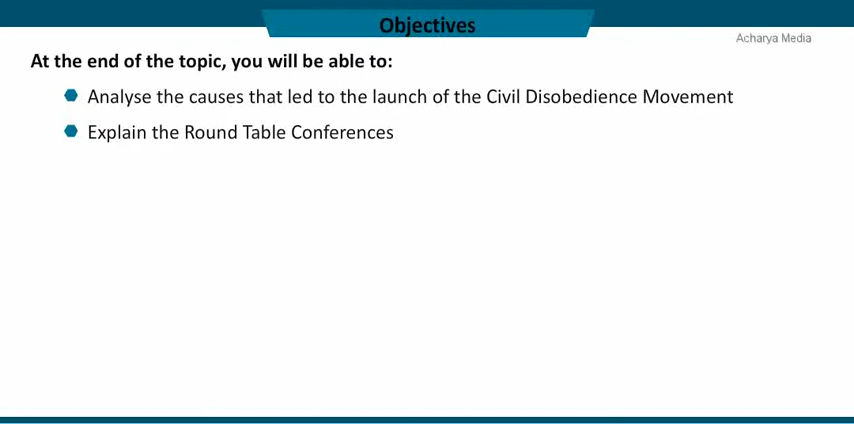 Objectives
Acharya Media
At the end of the topic, you will be able to:
Analyse the causes that led to the launch of the Civil Disobedience Movement
Explain the Round Table Conferences